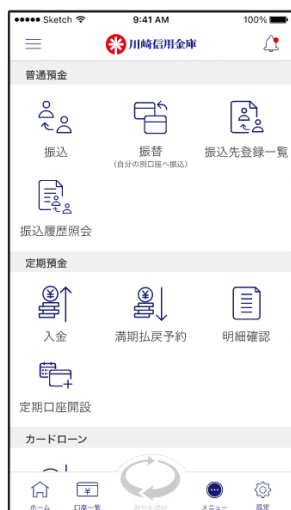 ●●●●● Sketch 9:41 AM 100%
川崎信用金庫
普通預金
振込 振替 振込先登録一覧
(自分の別口座へ振込)
振込履歴照会
定期預金
入金 満期払戻予約 明細確認
定期口座開設
カードローン
ホーム 口座一覧 メニュー 設定